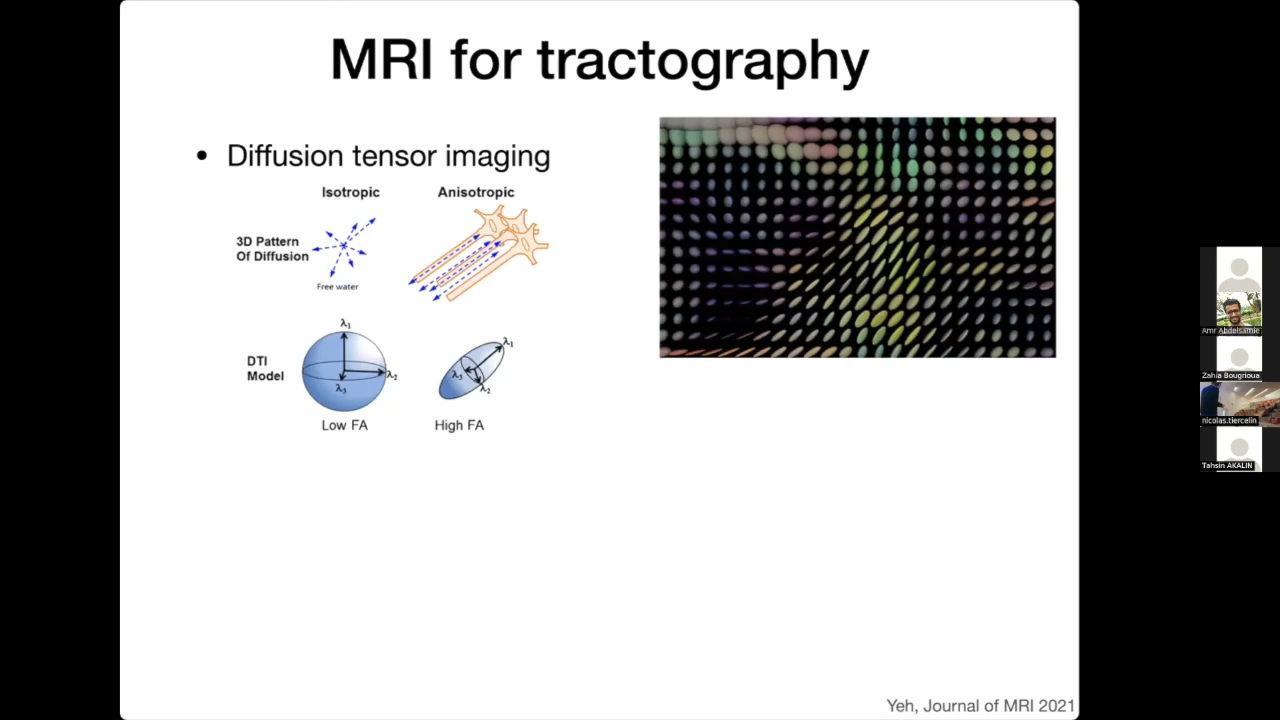 MRI for tractography
• Diffusion tensor imaging
Isotropic
Anisotropic
3D Pattern
Of Diffusion
Free water
DTI
Model
λ1
λ2
λ3
λ1
λ3
λ2
Low FA
High FA
Yeh, Journal of MRI 2021
Amr Abdelsamie
Zahia Bougrioua
nicolas.tiercelin
Tahsin AKALIN